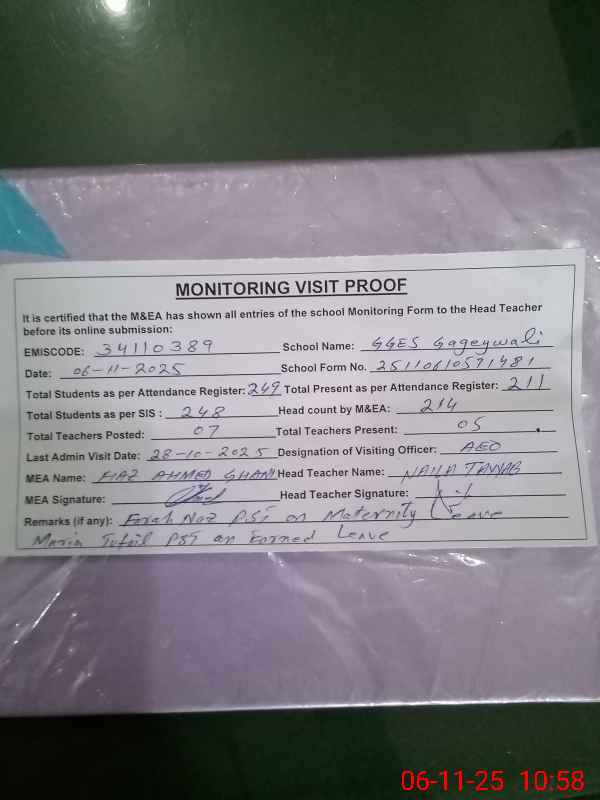 MONITORING VISIT PROOF
It is certified that the M&EA has shown all entries of the school Monitoring Form to the Head Teacher
before its online submission:
EMISCODE: 34110389 School Name: GGES Gageywali
Date: 06-11-2025 School Form No. 25110610571481
Total Students as per Attendance Register: 249 Total Present as per Attendance Register: 211
Total Students as per SIS : 248 Head count by M&EA: 214
Total Teachers Posted: 07 Total Teachers Present: 05
Last Admin Visit Date: 28-10-2025 Designation of Visiting Officer: AEO
MEA Name: FIAZ AHMED GHANI Head Teacher Name: NAILA TAYYAB
MEA Signature: Head Teacher Signature:
Remarks (if any): Farah Naz PST on Maternity Leave
Maria Tufail PST on Earned Leave
06-11-25 10:58